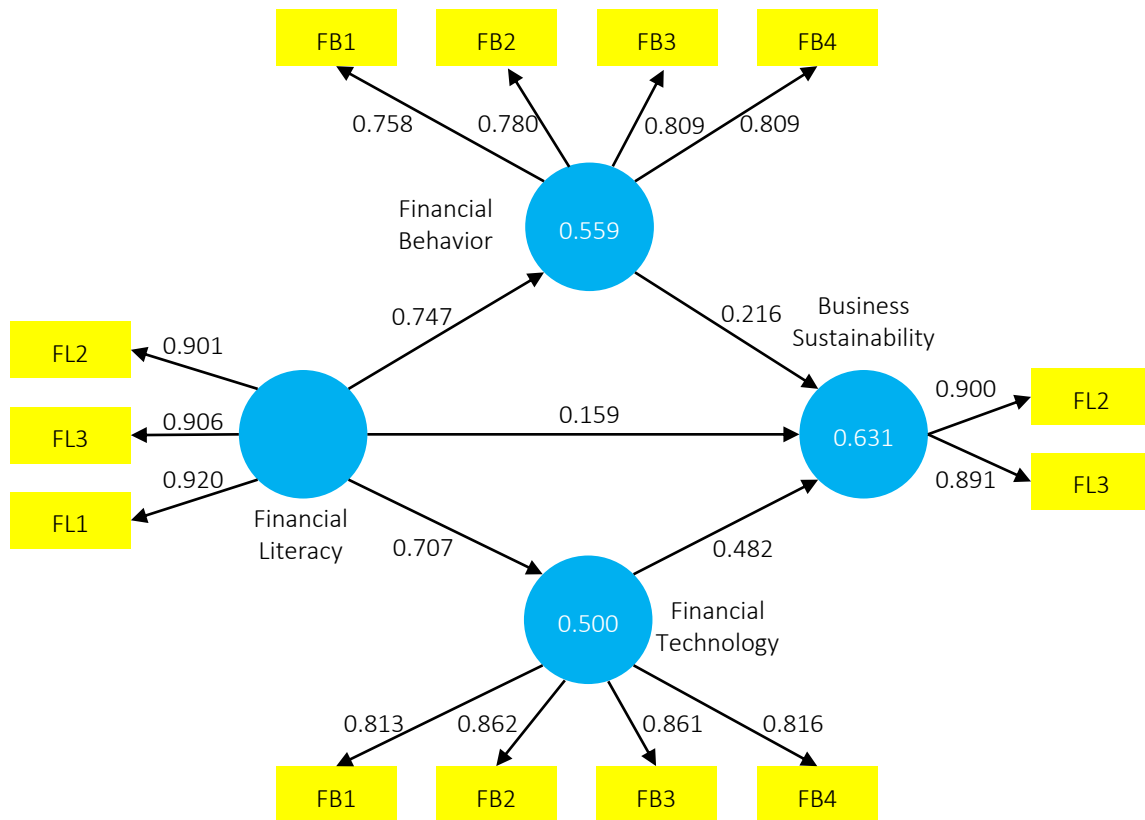 FB1
FB2
FB3
FB4
0.758
0.780
0.809
0.809
Financial
Behavior
0.559
0.747
0.216
Business
Sustainability
FL2
0.901
FL3
0.906
FL1
0.920
0.159
0.631
0.900
FL2
0.891
FL3
Financial
Literacy
0.707
0.482
0.500
Financial
Technology
0.813
0.862
0.861
0.816
FB1
FB2
FB3
FB4